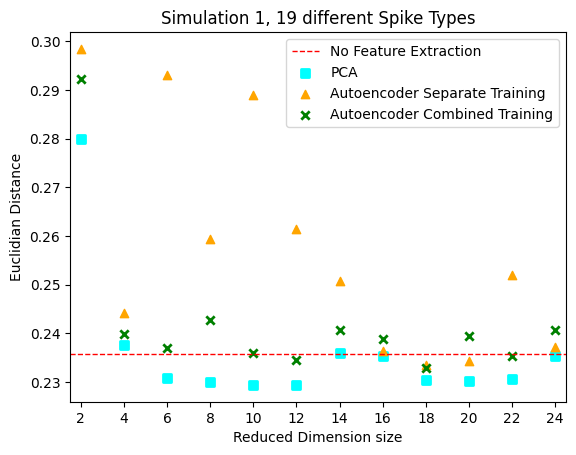 Simulation 1, 19 different Spike Types
No Feature Extraction
PCA
Autoencoder Separate Training
Autoencoder Combined Training
Euclidian Distance
0.30
0.29
0.28
0.27
0.26
0.25
0.24
0.23
2 4 6 8 10 12 14 16 18 20 22 24
Reduced Dimension size